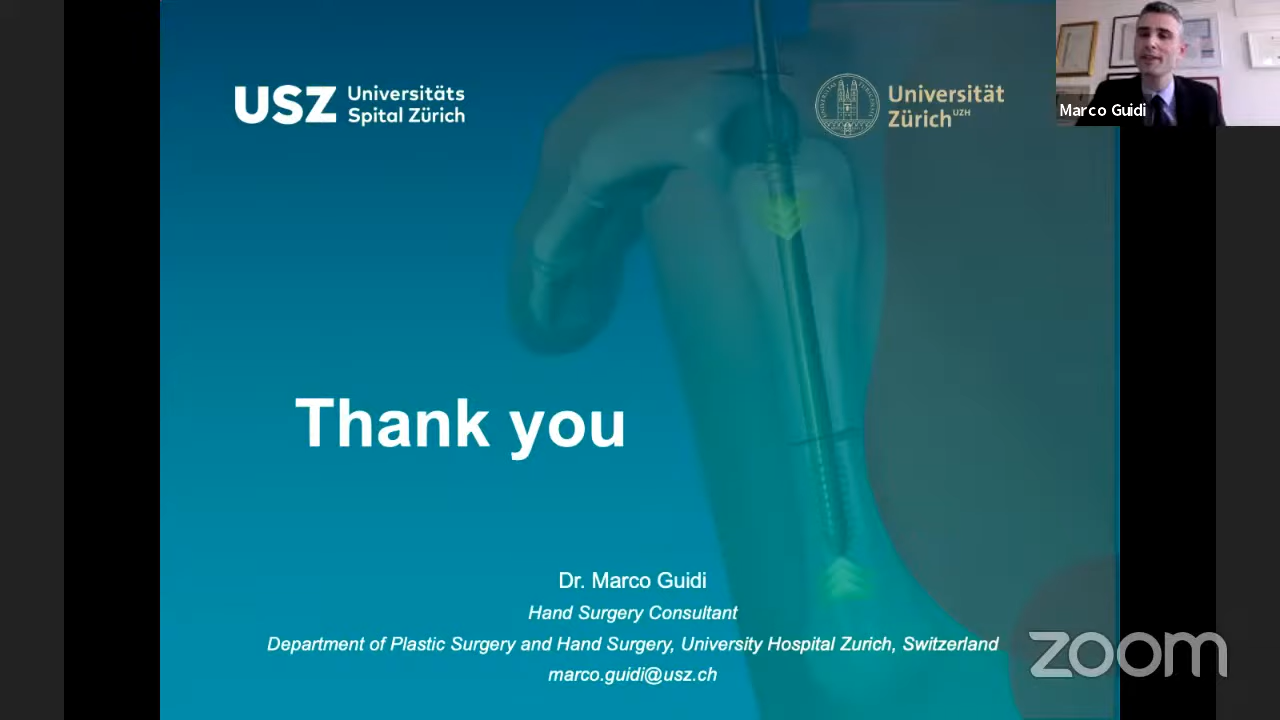 USZ Universitäts
Spital Zürich
Universität
Zürich UZH
Marco Guidi
Thank you
Dr. Marco Guidi
Hand Surgery Consultant
Department of Plastic Surgery and Hand Surgery, University Hospital Zurich, Switzerland
marco.guidi@usz.ch
zoom